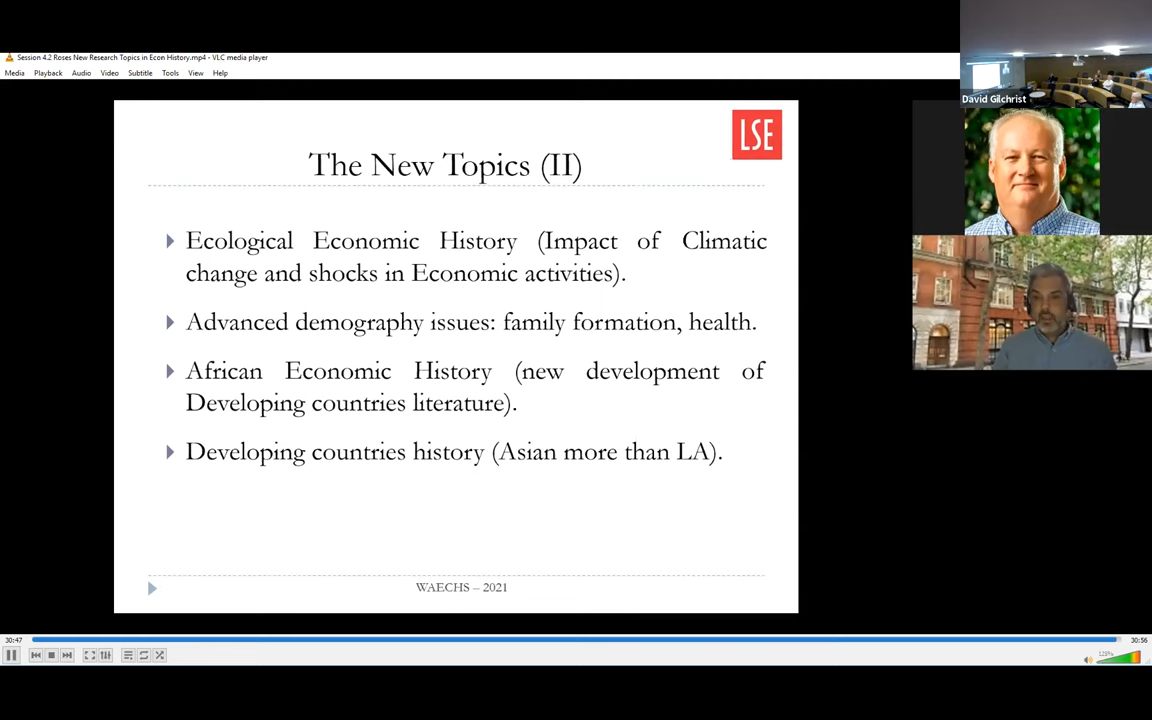 Session 4.2 Roses New Research Topics in Econ History.mp4 - VLC media player
Media Playback Audio Video Subtitle Tools View Help
David Gilchrist
LSE
The New Topics (II)
Ecological Economic History (Impact of Climatic
change and shocks in Economic activities).
Advanced demography issues: family formation, health.
African Economic History (new development of
Developing countries literature).
Developing countries history (Asian more than LA).
WAECHS – 2021
30:47
30:56
125%